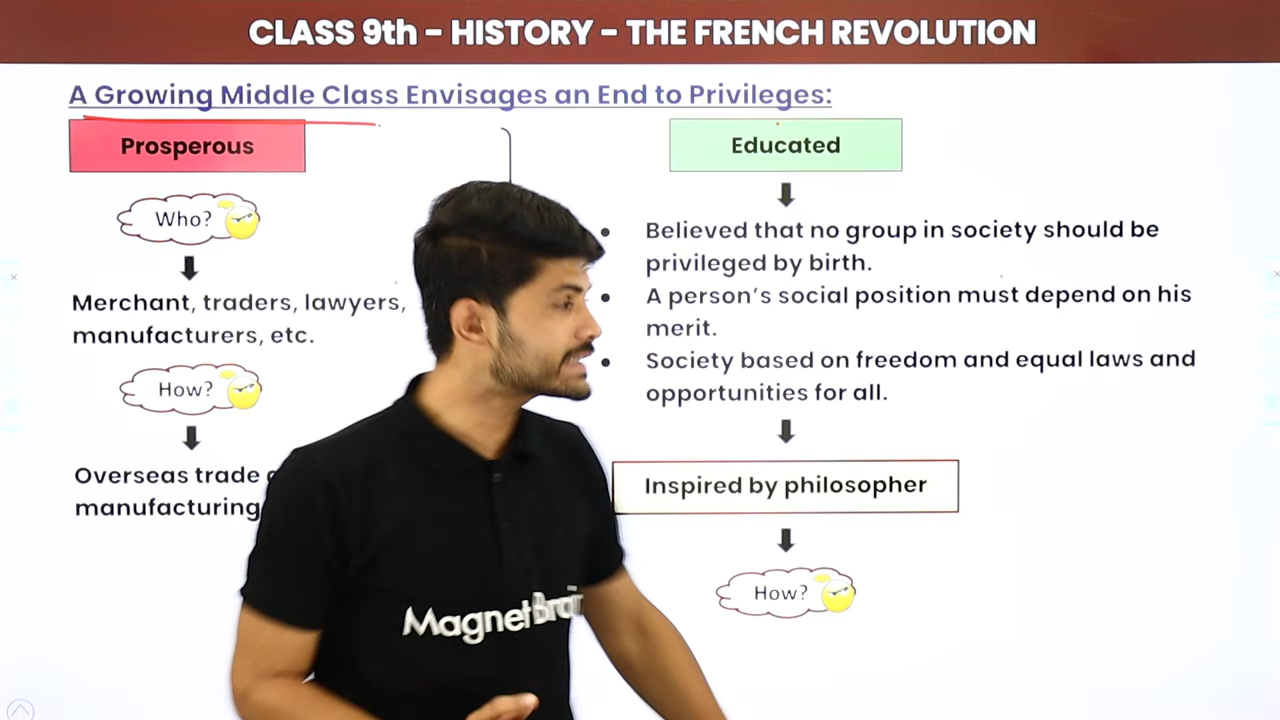 CLASS 9th – HISTORY – THE FRENCH REVOLUTION
A Growing Middle Class Envisages an End to Privileges:
Prosperous
Who?
Merchant, traders, lawyers,
manufacturers, etc.
How?
Overseas trade
manufacturing
Educated
• Believed that no group in society should be
privileged by birth.
• A person's social position must depend on his
merit.
• Society based on freedom and equal laws and
opportunities for all.
Inspired by philosopher
How?
Magnet Brain